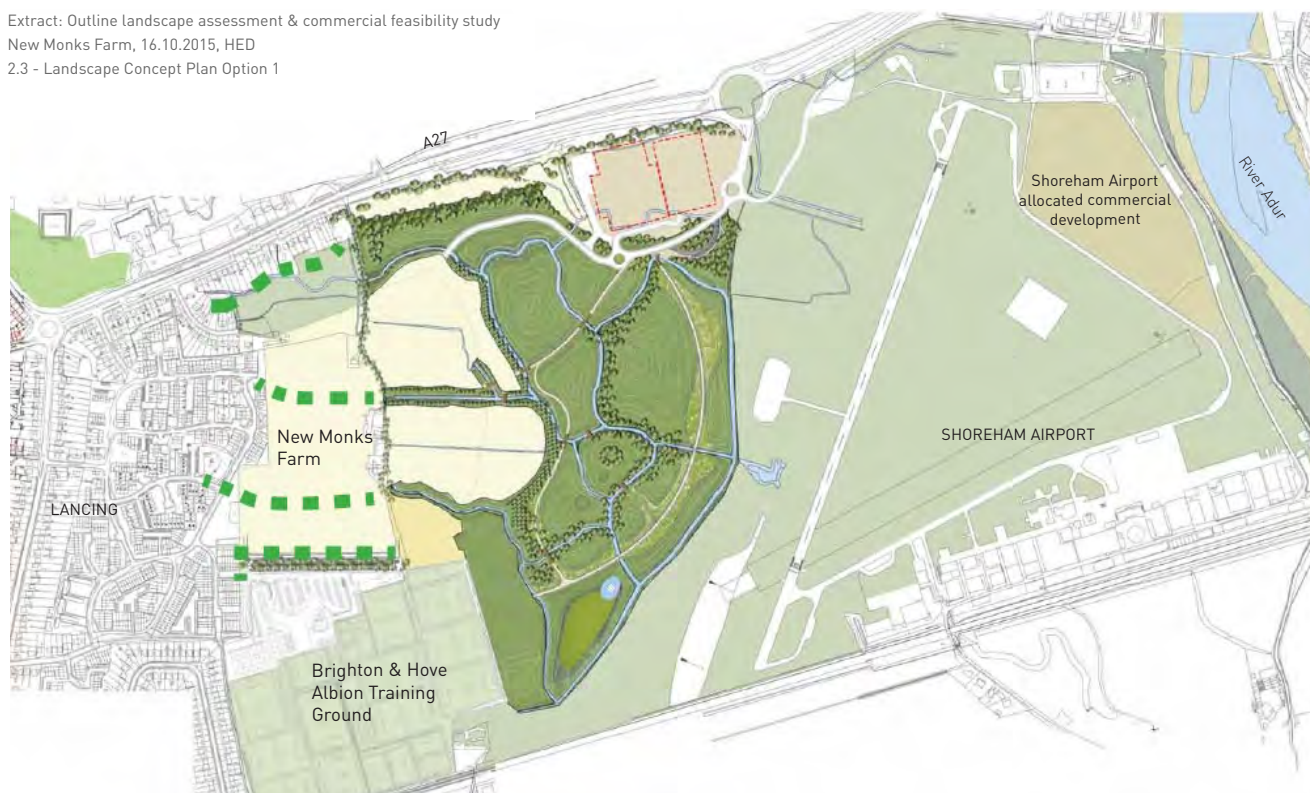 Extract: Outline landscape assessment & commercial feasibility study
New Monks Farm, 16.10.2015, HED
2.3 - Landscape Concept Plan Option 1
A27
River Adur
Shoreham Airport
allocated commercial
development
New Monks
Farm
SHOREHAM AIRPORT
LANCING
Brighton & Hove
Albion Training
Ground